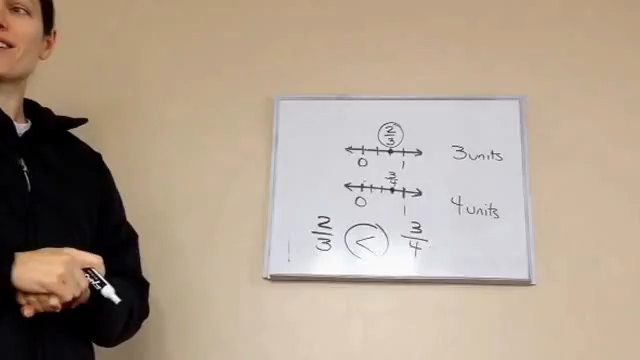 2/3
0 1 3 units
3/4
0 1 4 units
2/3 < 3/4